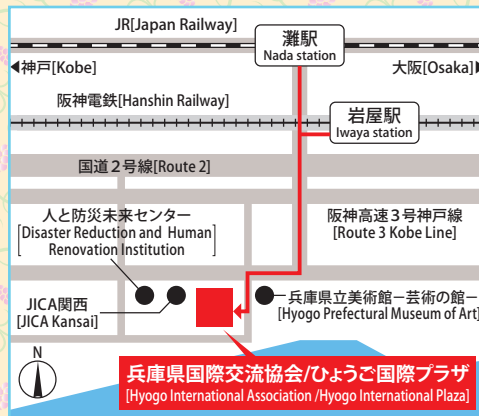 JR[Japan Railway]
灘駅
Nada station
◀神戸[Kobe]
大阪[Osaka]▶
阪神電鉄[Hanshin Railway]
岩屋駅
Iwaya station
国道2号線[Route 2]
人と防災未来センター
[Disaster Reduction and Human
Renovation Institution]
阪神高速3号神戸線
[Route 3 Kobe Line]
JICA関西
[JICA Kansai]
兵庫県立美術館ー芸術の館ー
[Hyogo Prefectural Museum of Art]
N
兵庫県国際交流協会/ひょうご国際プラザ
[Hyogo International Association /Hyogo International Plaza]